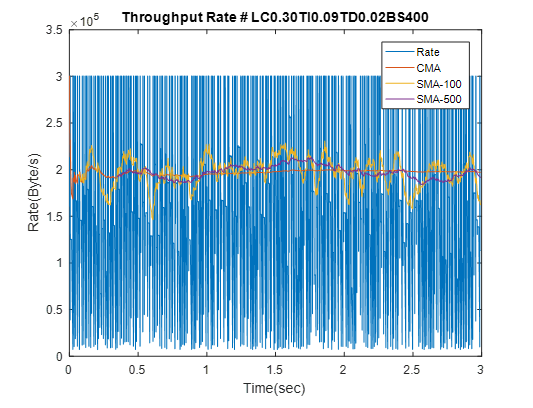 Throughput Rate # LC0.30TI0.09TD0.02BS400
×10^5
3.5
3
2.5
2
1.5
1
0.5
0
Rate(Byte/s)
Rate
CMA
SMA-100
SMA-500
0 0.5 1 1.5 2 2.5 3
Time(sec)